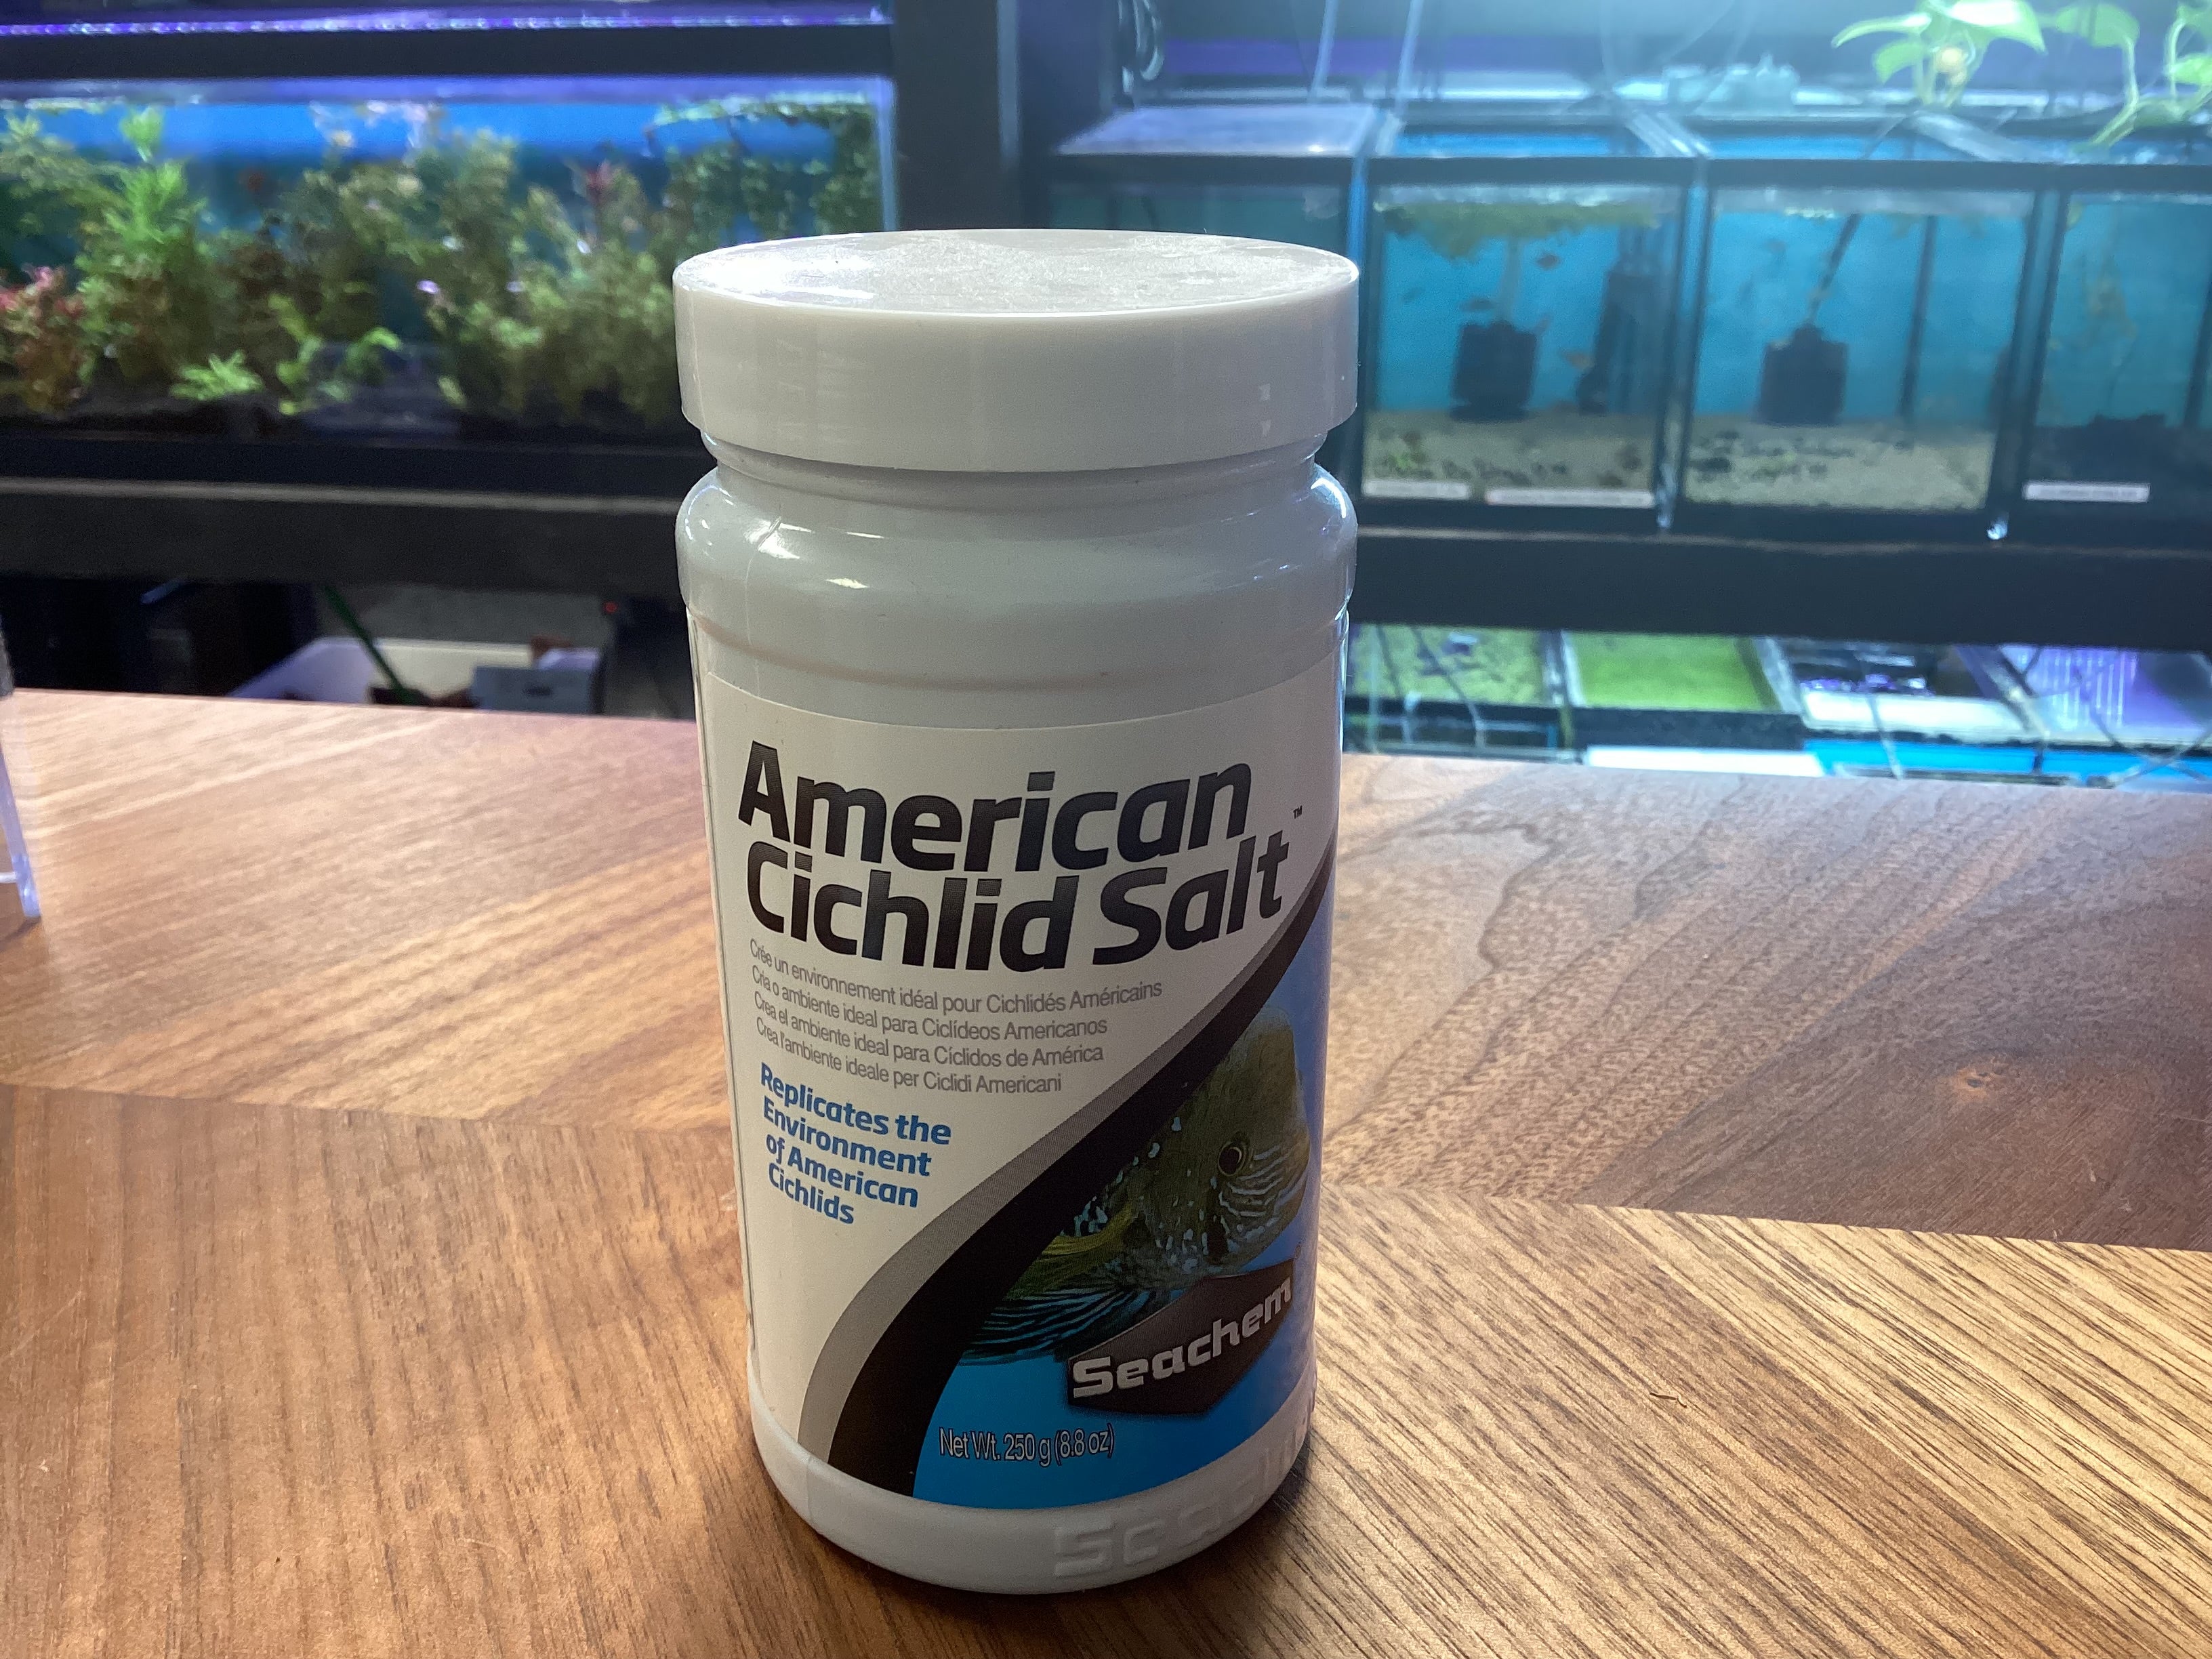 American
Cichlid Salt™
Crée un environnement idéal pour Cichlidés Américains
Cria o ambiente ideal para Ciclídeos Americanos
Crea el ambiente ideal para Cíclidos de América
Crea l'ambiente ideale per Ciclidi Americani
Replicates the
Environment
of American
Cichlids
Seachem
Net Wt. 250 g (8.8 oz)